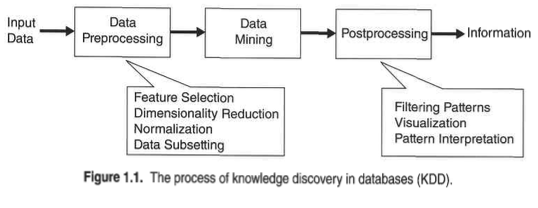 Input
Data
Data
Preprocessing
Data
Mining
Postprocessing
Information
Feature Selection
Dimensionality Reduction
Normalization
Data Subsetting
Filtering Patterns
Visualization
Pattern Interpretation
Figure 1.1. The process of knowledge discovery in databases (KDD).